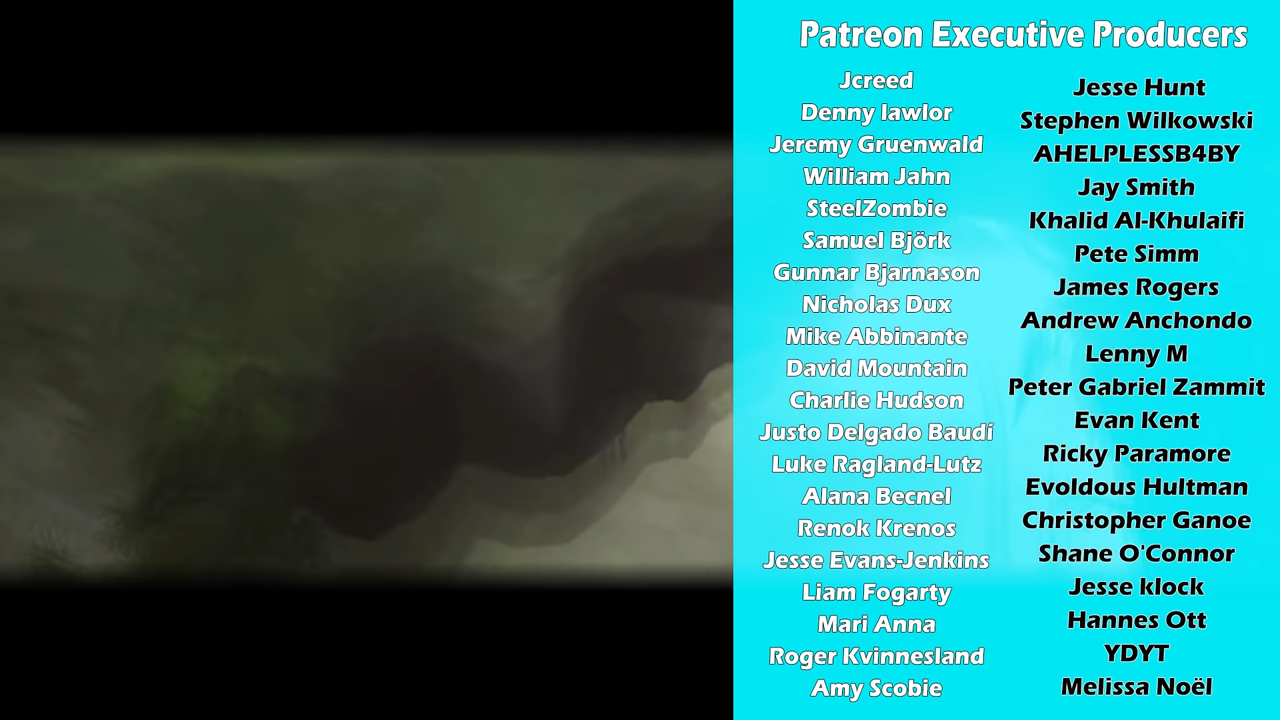 Patreon Executive Producers
Jcreed
Denny lawlor
Jeremy Gruenwald
William Jahn
SteelZombie
Samuel Björk
Gunnar Bjarnason
Nicholas Dux
Mike Abbinante
David Mountain
Charlie Hudson
Justo Delgado Baudí
Luke Ragland-Lutz
Alana Becnel
Renok Krenos
Jesse Evans-Jenkins
Liam Fogarty
Mari Anna
Roger Kvinnesland
Amy Scobie
Jesse Hunt
Stephen Wilkowski
AHELPLESSB4BY
Jay Smith
Khalid Al-Khulaifi
Pete Simm
James Rogers
Andrew Anchondo
Lenny M
Peter Gabriel Zammit
Evan Kent
Ricky Paramore
Evoldous Hultman
Christopher Ganoe
Shane O'Connor
Jesse klock
Hannes Ott
YDYT
Melissa Noël